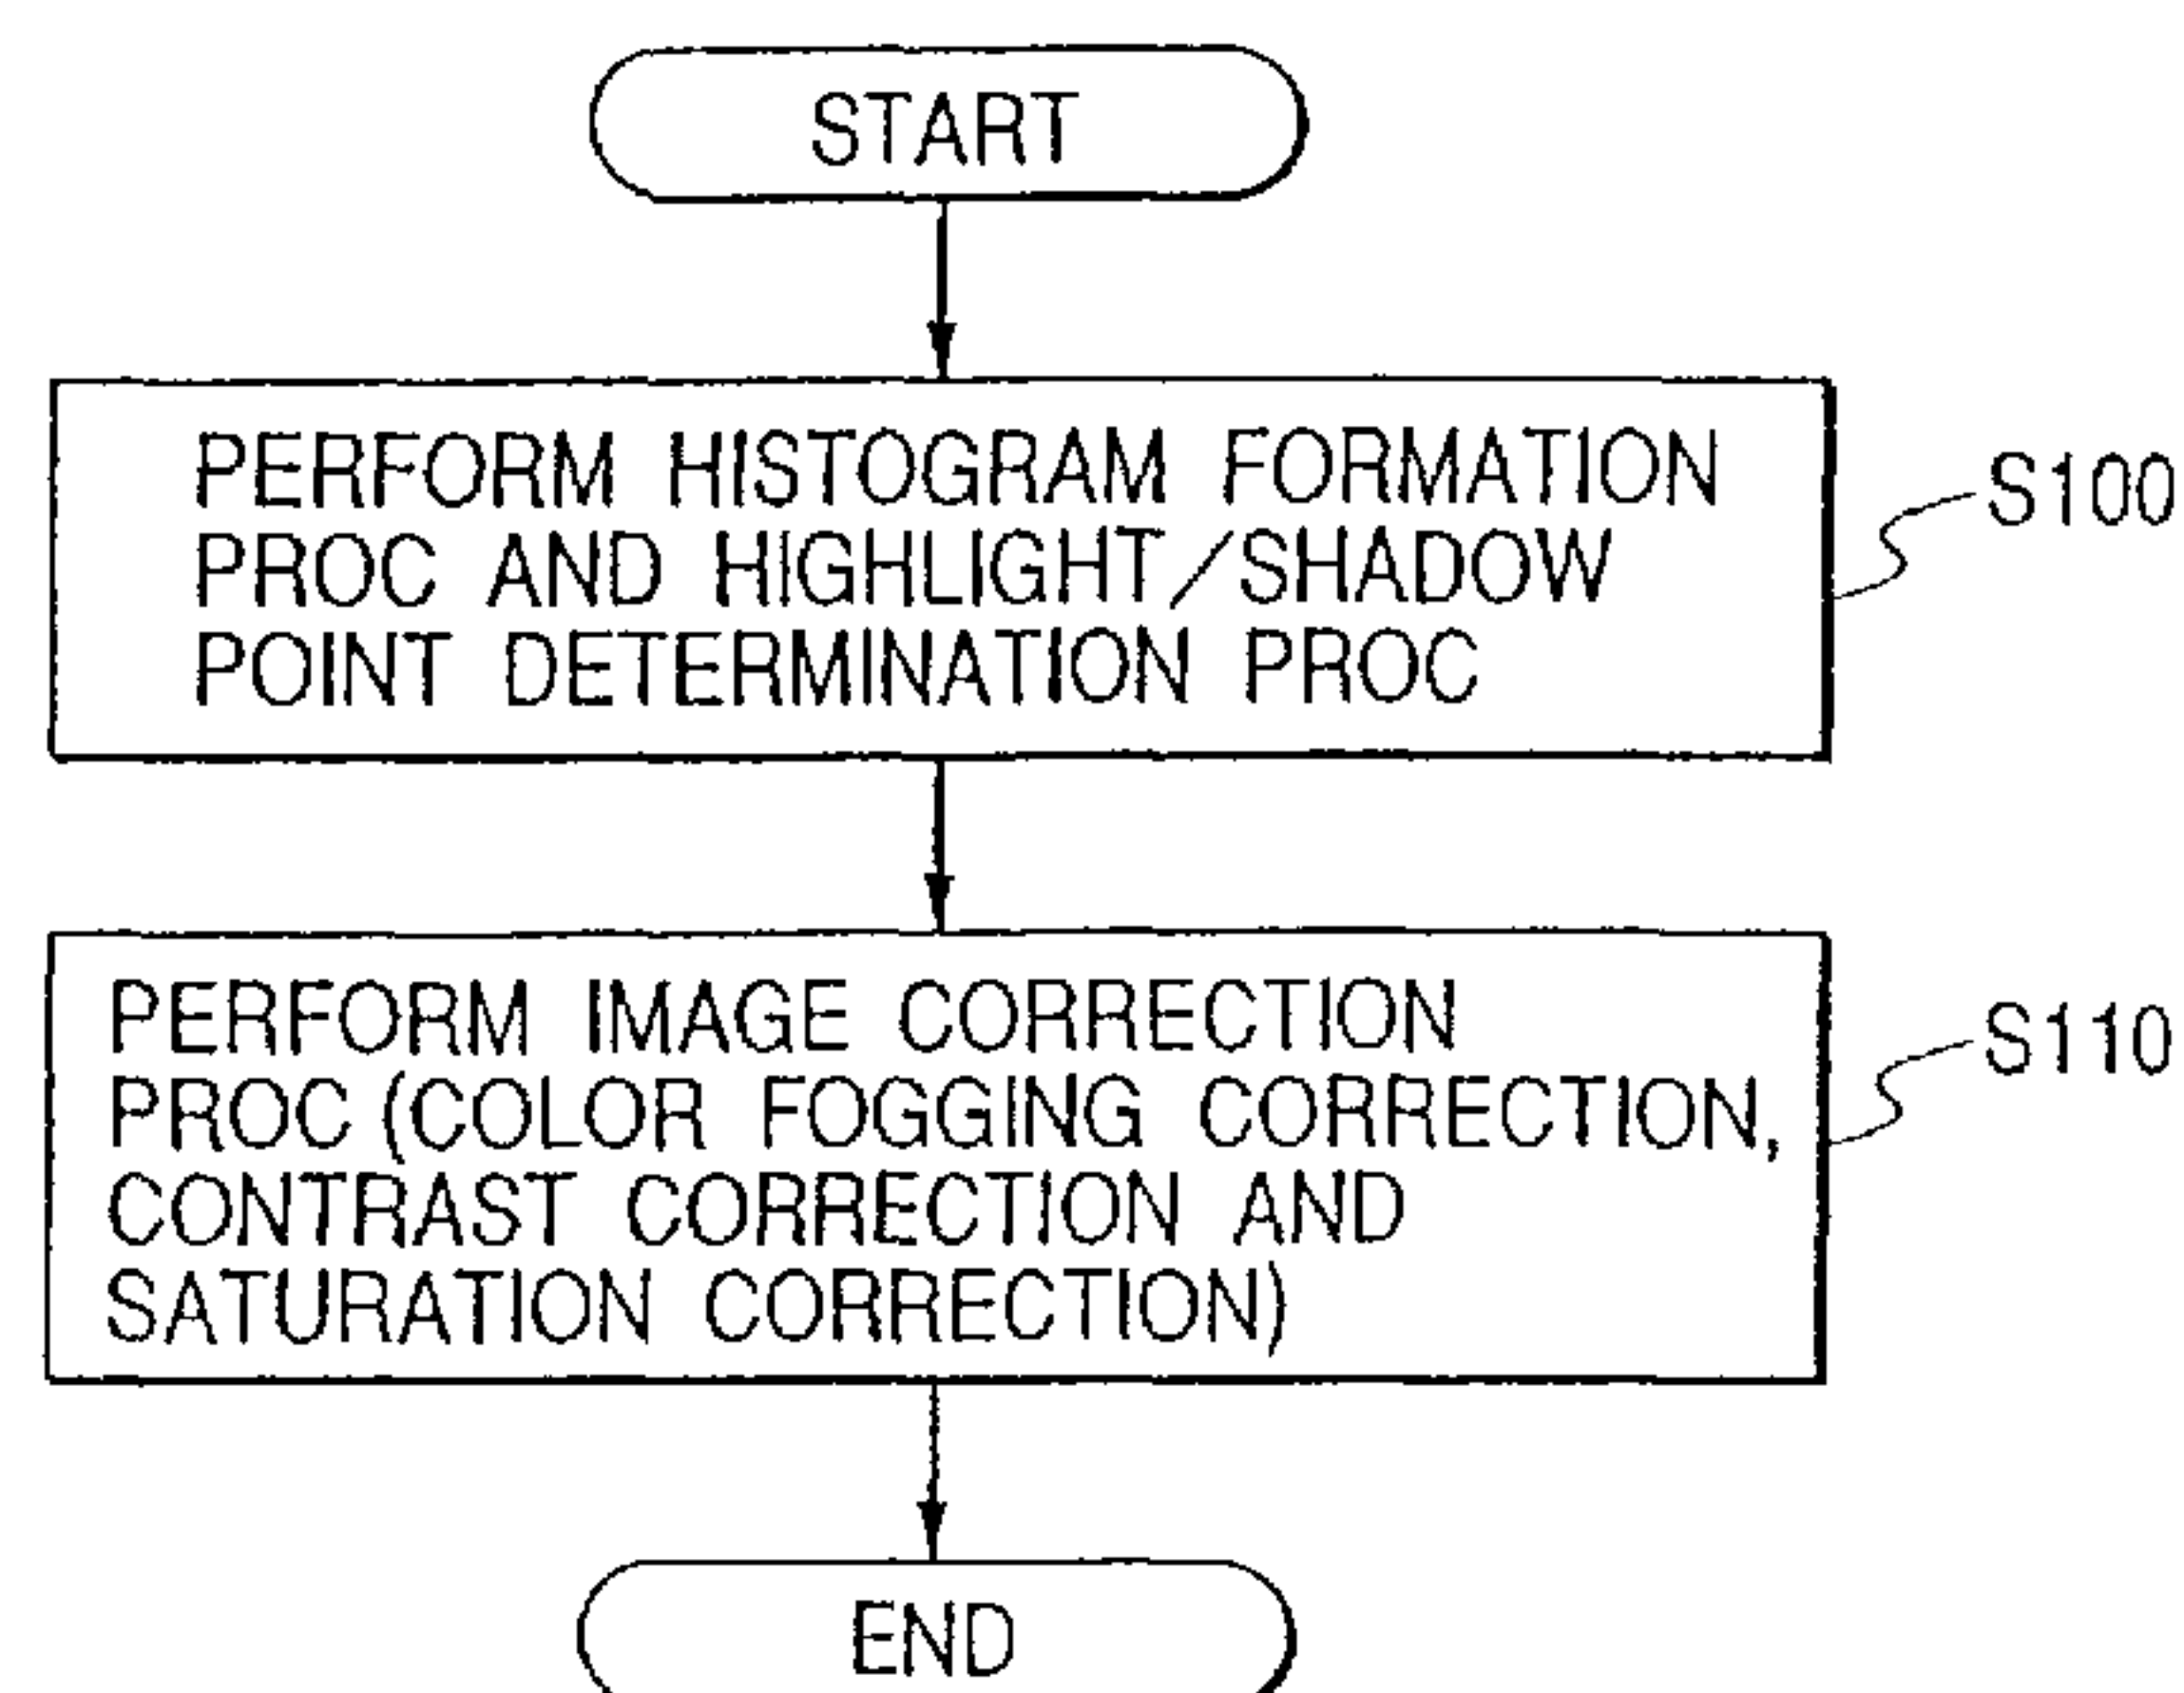 START
PERFORM HISTOGRAM FORMATION
PROC AND HIGHLIGHT/SHADOW
POINT DETERMINATION PROC
S100
PERFORM IMAGE CORRECTION
PROC (COLOR FOGGING CORRECTION,
CONTRAST CORRECTION AND
SATURATION CORRECTION)
S110
END